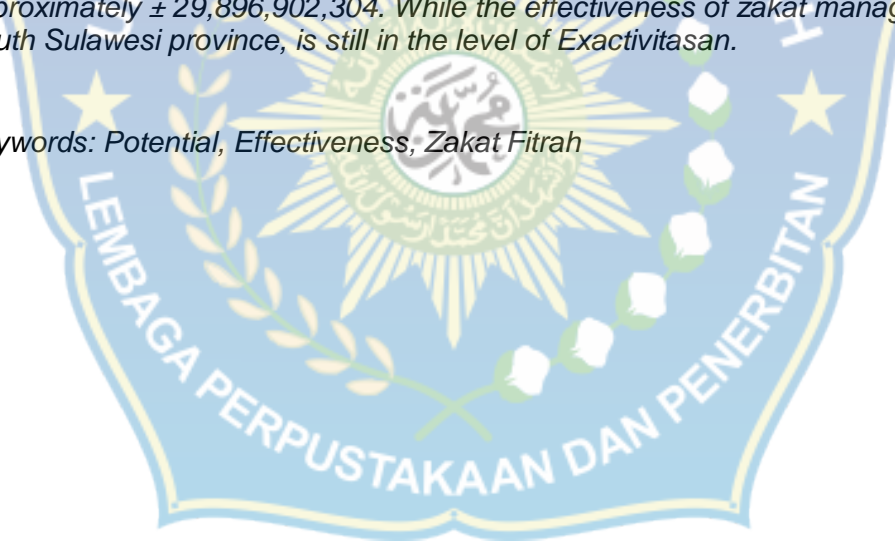 proximately ± 29,896,902,304. While the effectiveness of zakat manag
uth Sulawesi province, is still in the level of Exactivitasan.
ywords: Potential, Effectiveness, Zakat Fitrah
LEMBAGA PERPUSTAKAAN DAN PENERBITAN